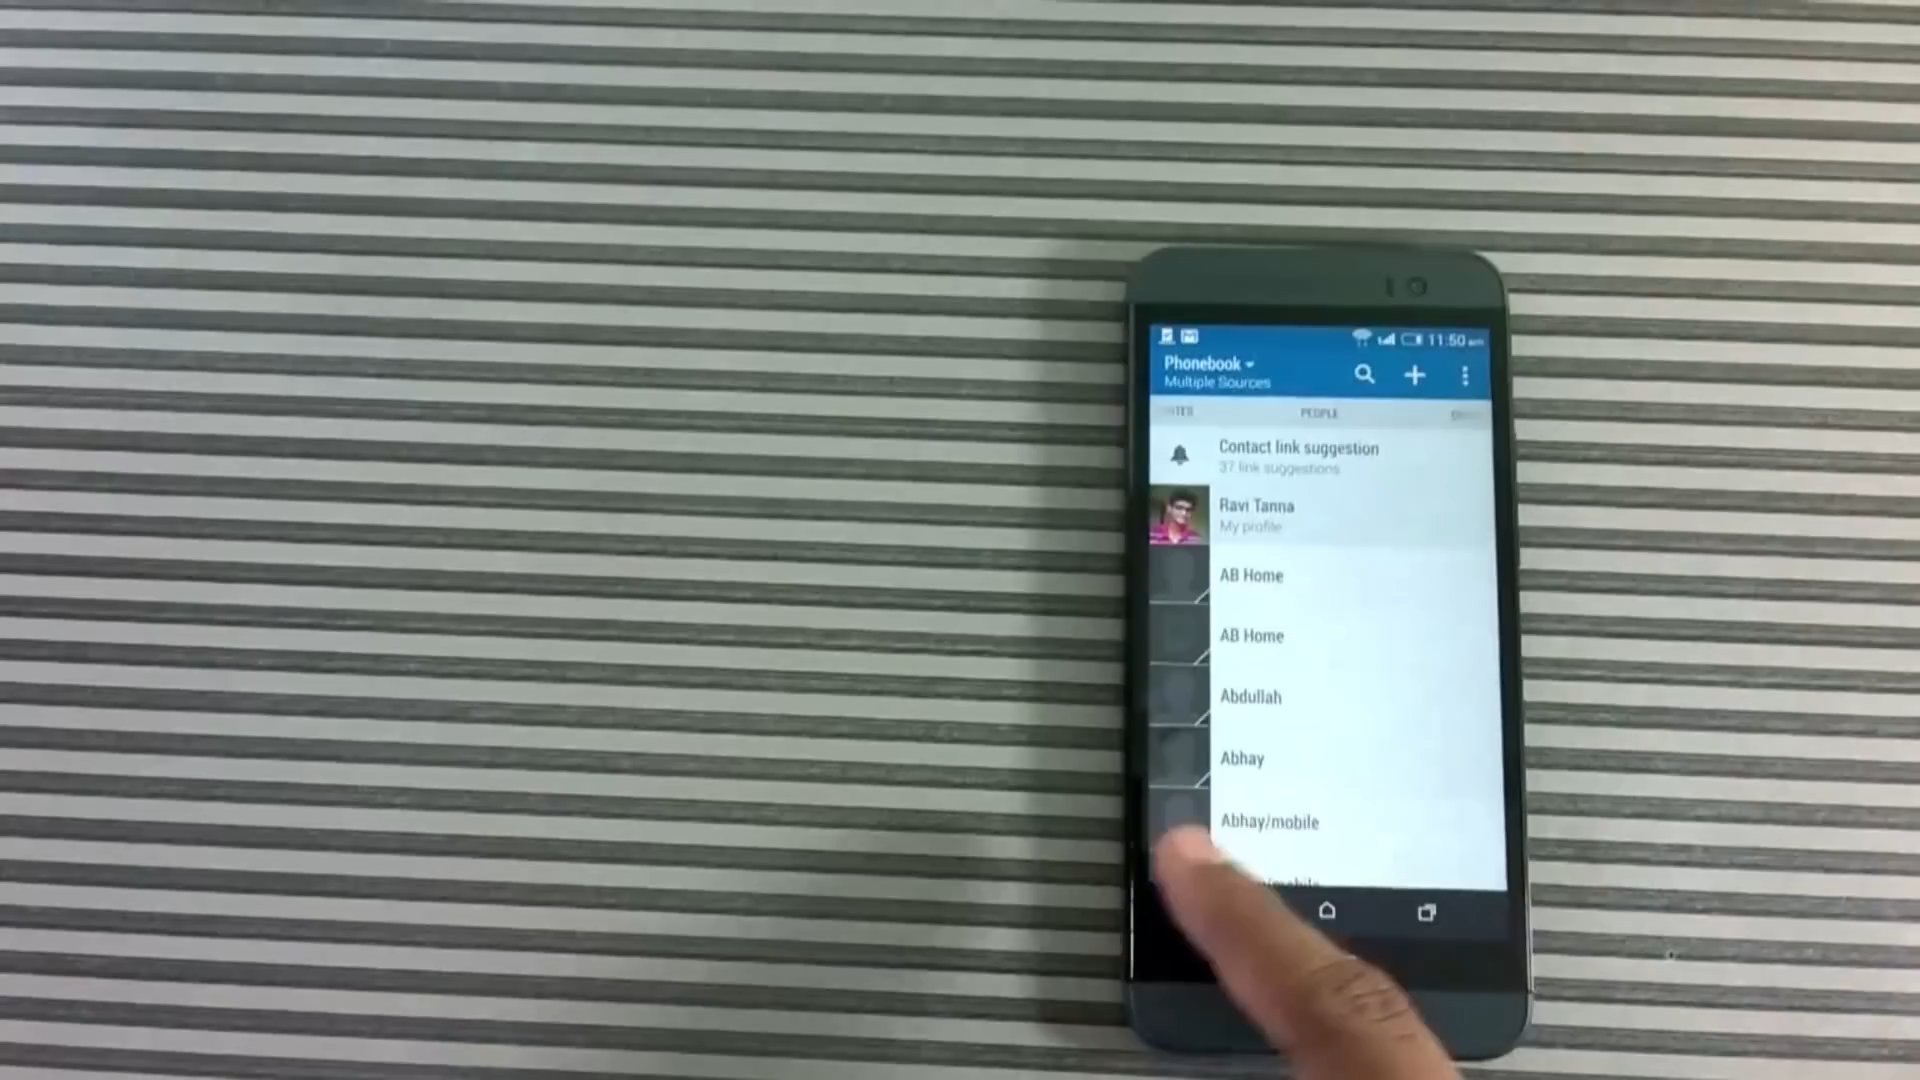 11:50 am
Phonebook
Multiple Sources
PEOPLE
Contact link suggestion
37 link suggestions
Ravi Tanna
My profile
AB Home
AB Home
Abdullah
Abhay
Abhay/mobile